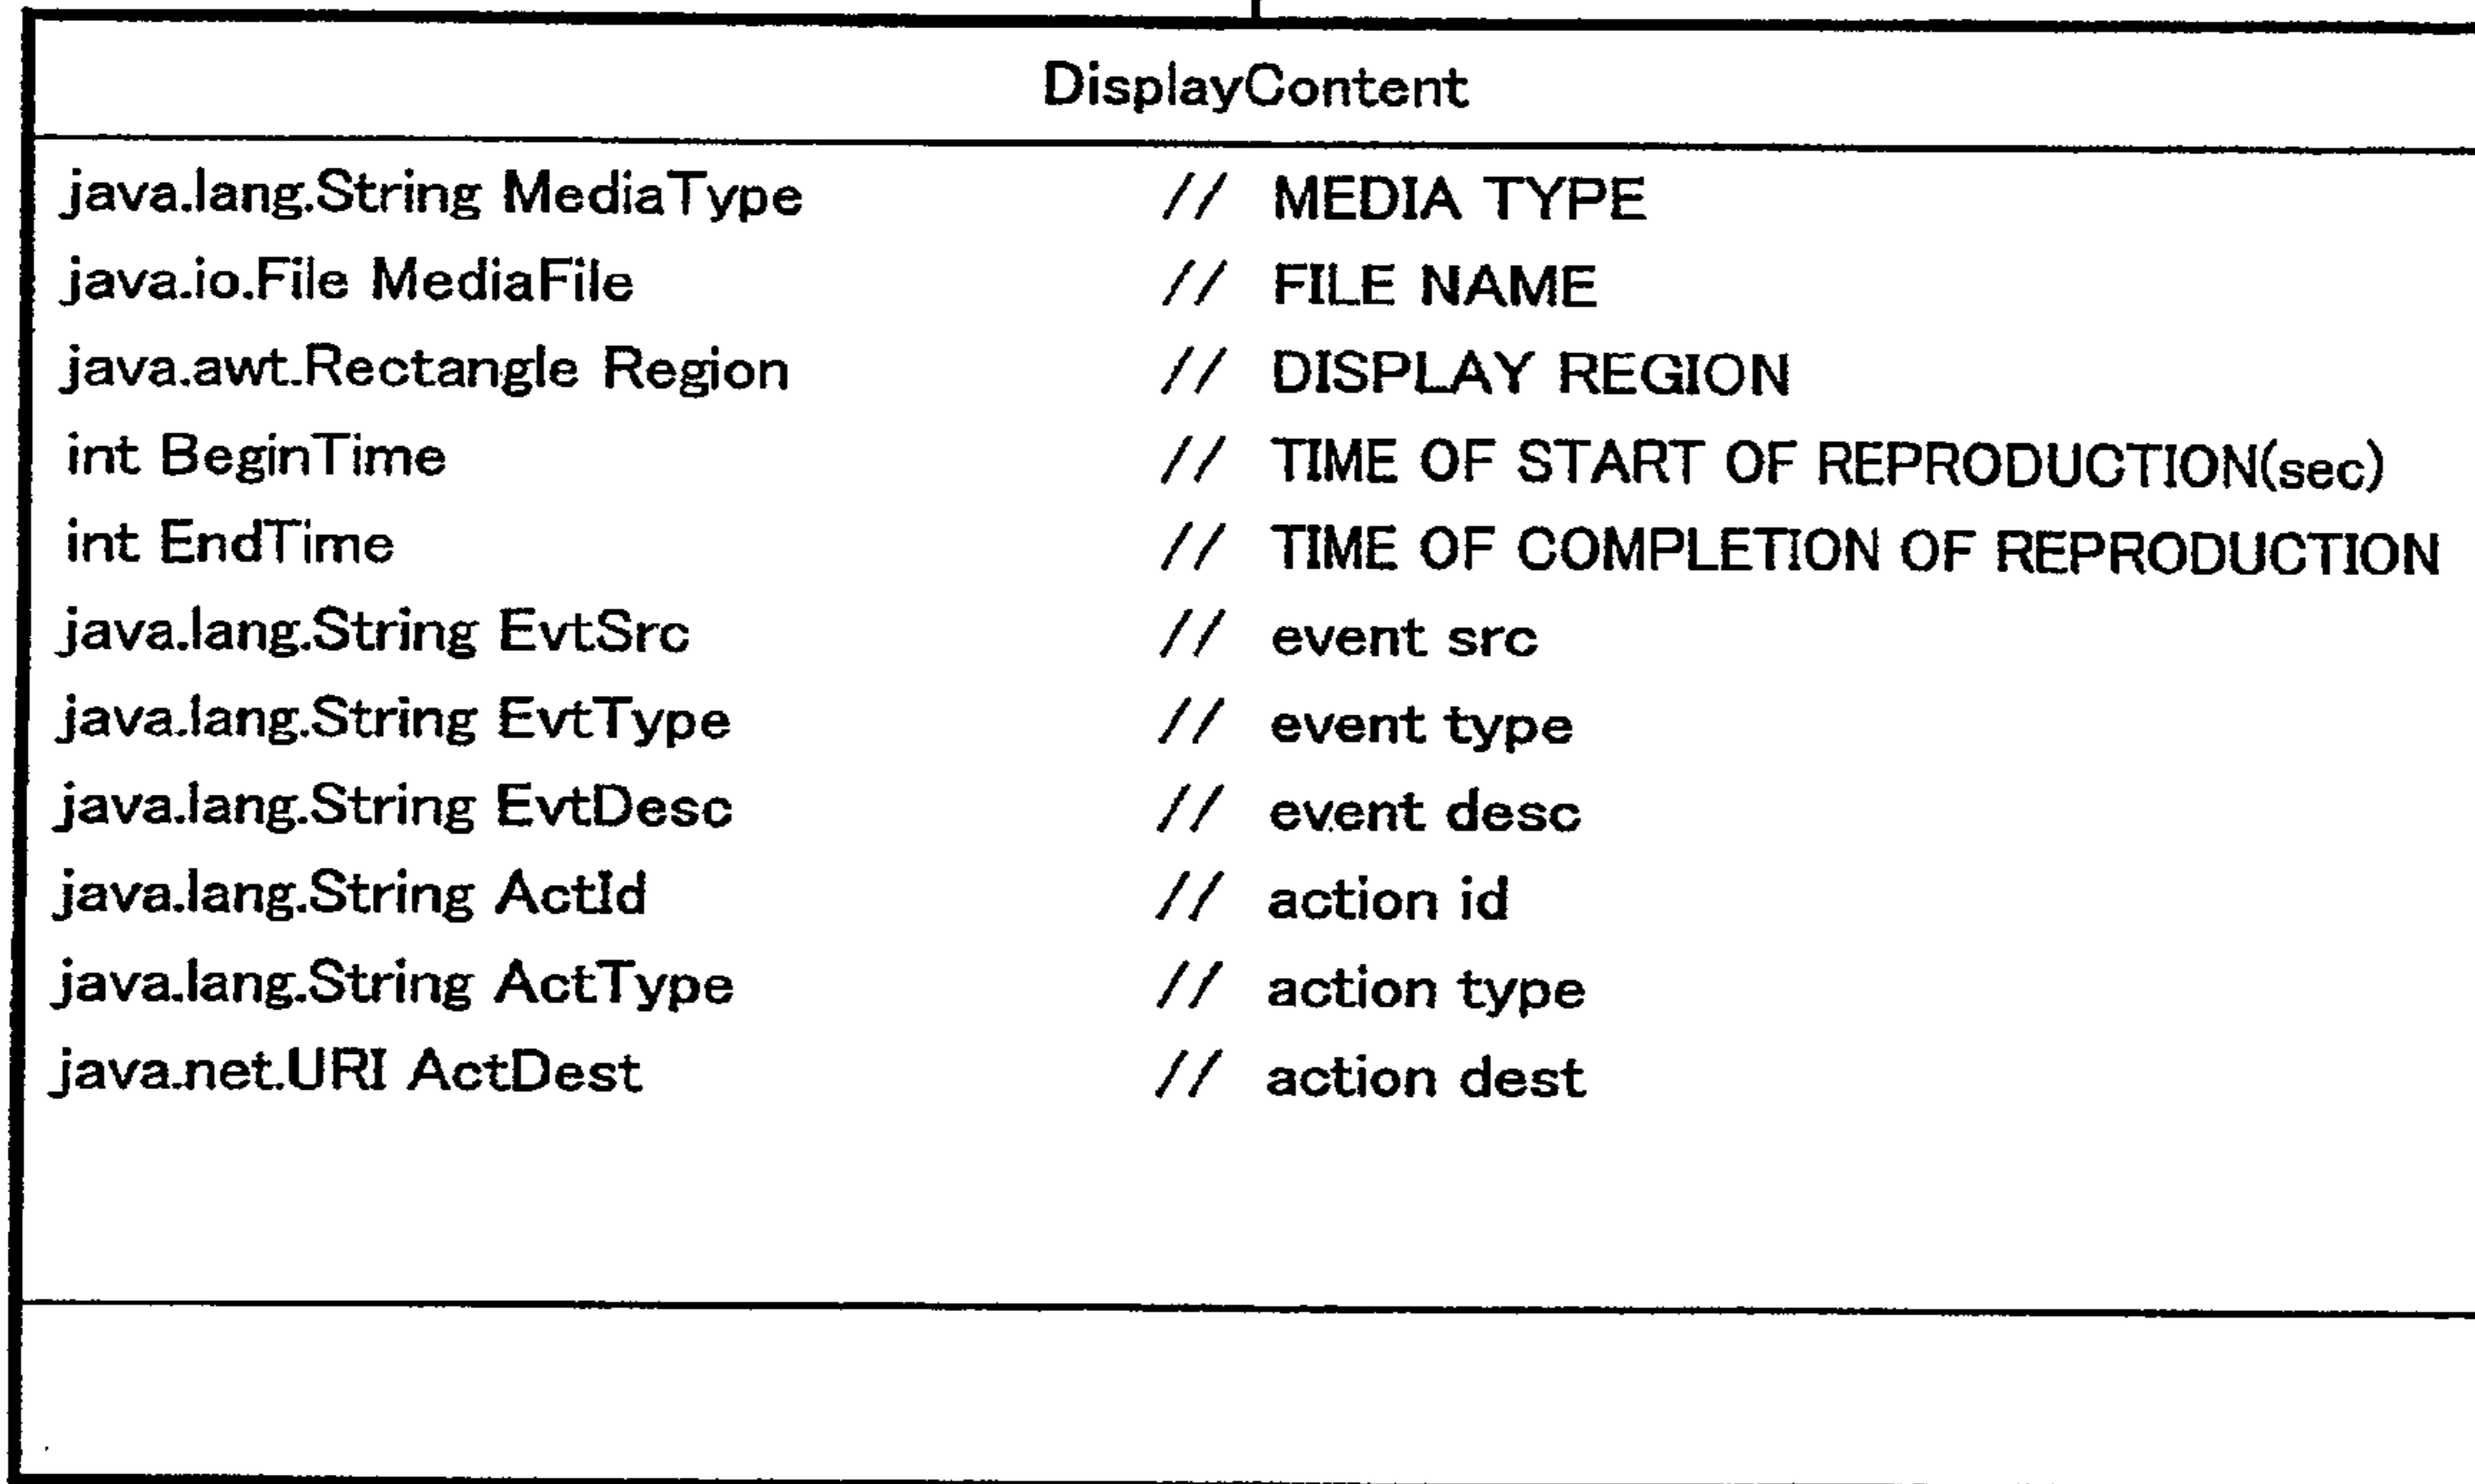 DisplayContent
java.lang.String MediaType // MEDIA TYPE
java.io.File MediaFile // FILE NAME
java.awt.Rectangle Region // DISPLAY REGION
int BeginTime // TIME OF START OF REPRODUCTION(sec)
int EndTime // TIME OF COMPLETION OF REPRODUCTION
java.lang.String EvtSrc // event src
java.lang.String EvtType // event type
java.lang.String EvtDesc // event desc
java.lang.String ActId // action id
java.lang.String ActType // action type
java.net.URI ActDest // action dest